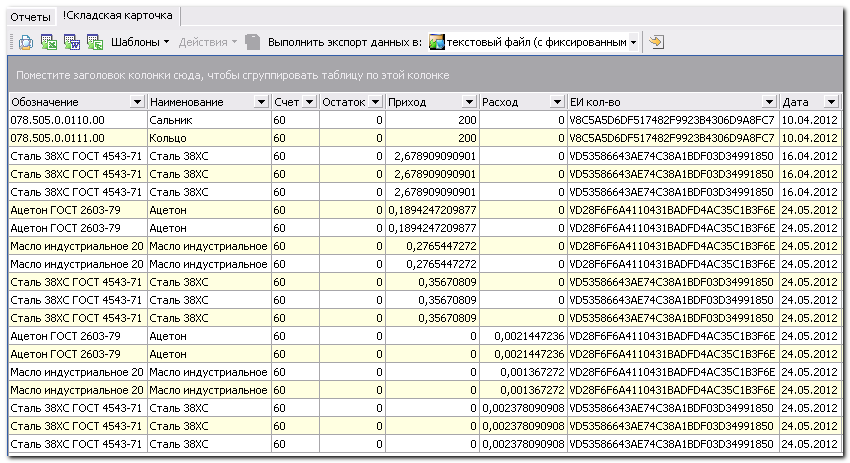 Отчеты !Складская карточка
Шаблоны Действия Выполнить экспорт данных в: текстовый файл (с фиксированным
Поместите заголовок колонки сюда, чтобы сгруппировать таблицу по этой колонке
Обозначение Наименование Счет Остаток Приход Расход ЕИ кол-во Дата
078.505.0.0110.00 Сальник 60 0 200 0 V8C5A5D6DF517482F9923B4306D9A8FC7 10.04.2012
078.505.0.0111.00 Кольцо 60 0 200 0 V8C5A5D6DF517482F9923B4306D9A8FC7 10.04.2012
Сталь 38ХС ГОСТ 4543-71 Сталь 38ХС 60 0 2,678909090901 0 VD53586643AE74C38A1BDF03D34991850 16.04.2012
Сталь 38ХС ГОСТ 4543-71 Сталь 38ХС 60 0 2,678909090901 0 VD53586643AE74C38A1BDF03D34991850 16.04.2012
Сталь 38ХС ГОСТ 4543-71 Сталь 38ХС 60 0 2,678909090901 0 VD53586643AE74C38A1BDF03D34991850 16.04.2012
Ацетон ГОСТ 2603-79 Ацетон 60 0 0,1894247209877 0 VD28F6F6A4110431BADFD4AC35C1B3F6E 24.05.2012
Ацетон ГОСТ 2603-79 Ацетон 60 0 0,1894247209877 0 VD28F6F6A4110431BADFD4AC35C1B3F6E 24.05.2012
Масло индустриальное 20 Масло индустриальное 60 0 0,2765447272 0 VD28F6F6A4110431BADFD4AC35C1B3F6E 24.05.2012
Масло индустриальное 20 Масло индустриальное 60 0 0,2765447272 0 VD28F6F6A4110431BADFD4AC35C1B3F6E 24.05.2012
Сталь 38ХС ГОСТ 4543-71 Сталь 38ХС 60 0 0,35670809 0 VD53586643AE74C38A1BDF03D34991850 24.05.2012
Сталь 38ХС ГОСТ 4543-71 Сталь 38ХС 60 0 0,35670809 0 VD53586643AE74C38A1BDF03D34991850 24.05.2012
Сталь 38ХС ГОСТ 4543-71 Сталь 38ХС 60 0 0,35670809 0 VD53586643AE74C38A1BDF03D34991850 24.05.2012
Ацетон ГОСТ 2603-79 Ацетон 60 0 0 0,0021447236 VD28F6F6A4110431BADFD4AC35C1B3F6E 24.05.2012
Ацетон ГОСТ 2603-79 Ацетон 60 0 0 0,0021447236 VD28F6F6A4110431BADFD4AC35C1B3F6E 24.05.2012
Масло индустриальное 20 Масло индустриальное 60 0 0 0,001367272 VD28F6F6A4110431BADFD4AC35C1B3F6E 24.05.2012
Масло индустриальное 20 Масло индустриальное 60 0 0 0,001367272 VD28F6F6A4110431BADFD4AC35C1B3F6E 24.05.2012
Сталь 38ХС ГОСТ 4543-71 Сталь 38ХС 60 0 0 0,002378090908 VD53586643AE74C38A1BDF03D34991850 24.05.2012
Сталь 38ХС ГОСТ 4543-71 Сталь 38ХС 60 0 0 0,002378090908 VD53586643AE74C38A1BDF03D34991850 24.05.2012
Сталь 38ХС ГОСТ 4543-71 Сталь 38ХС 60 0 0 0,002378090908 VD53586643AE74C38A1BDF03D34991850 24.05.2012